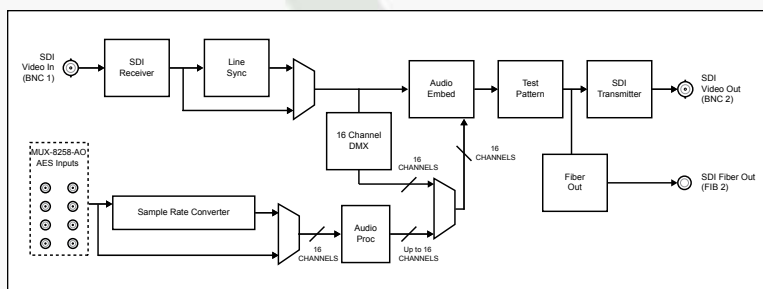 SDI
Video In
(BNC 1)
SDI
Receiver
Line
Sync
Audio
Embed
Test
Pattern
SDI
Transmitter
SDI
Video Out
(BNC 2)
16 Channel
DMX
16
CHANNELS
16
CHANNELS
Fiber
Out
SDI Fiber Out
(FIB 2)
MUX-8258-AO
AES Inputs
Sample Rate Converter
16
CHANNELS
Audio
Proc
Up to 16
CHANNELS